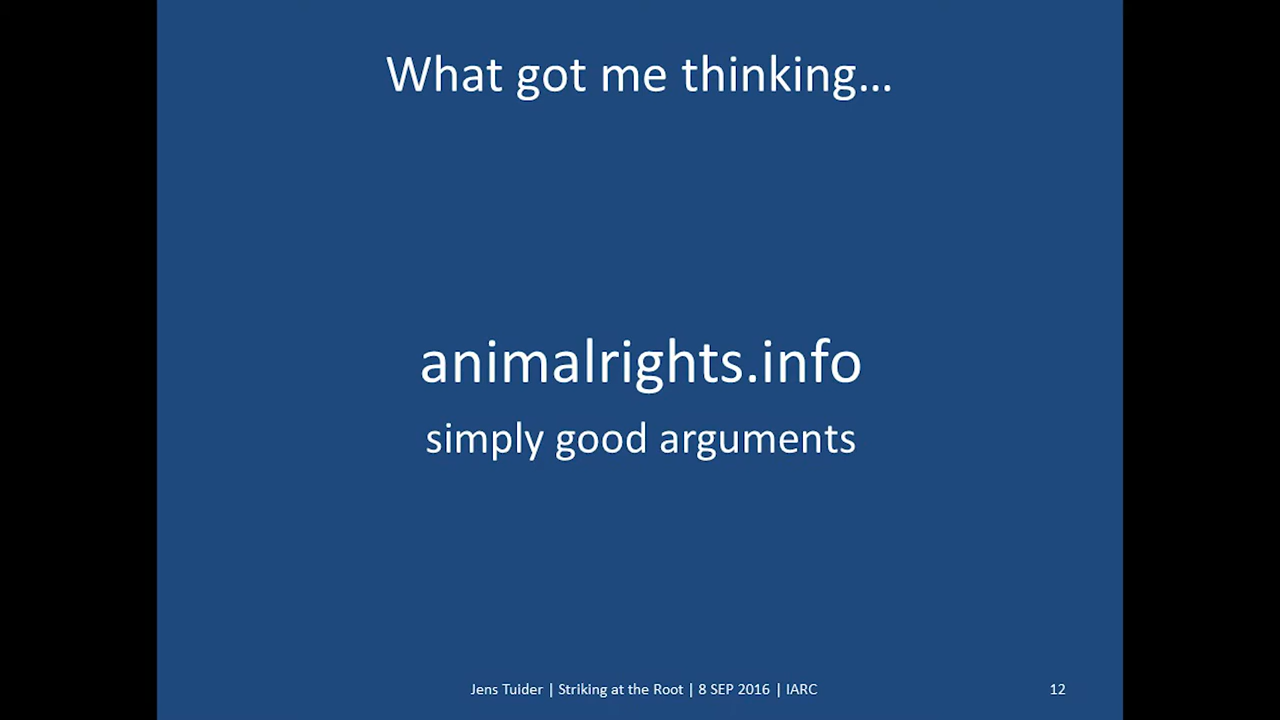 What got me thinking...
animalrights.info
simply good arguments
Jens Tuider | Striking at the Root | 8 SEP 2016 | IARC 12